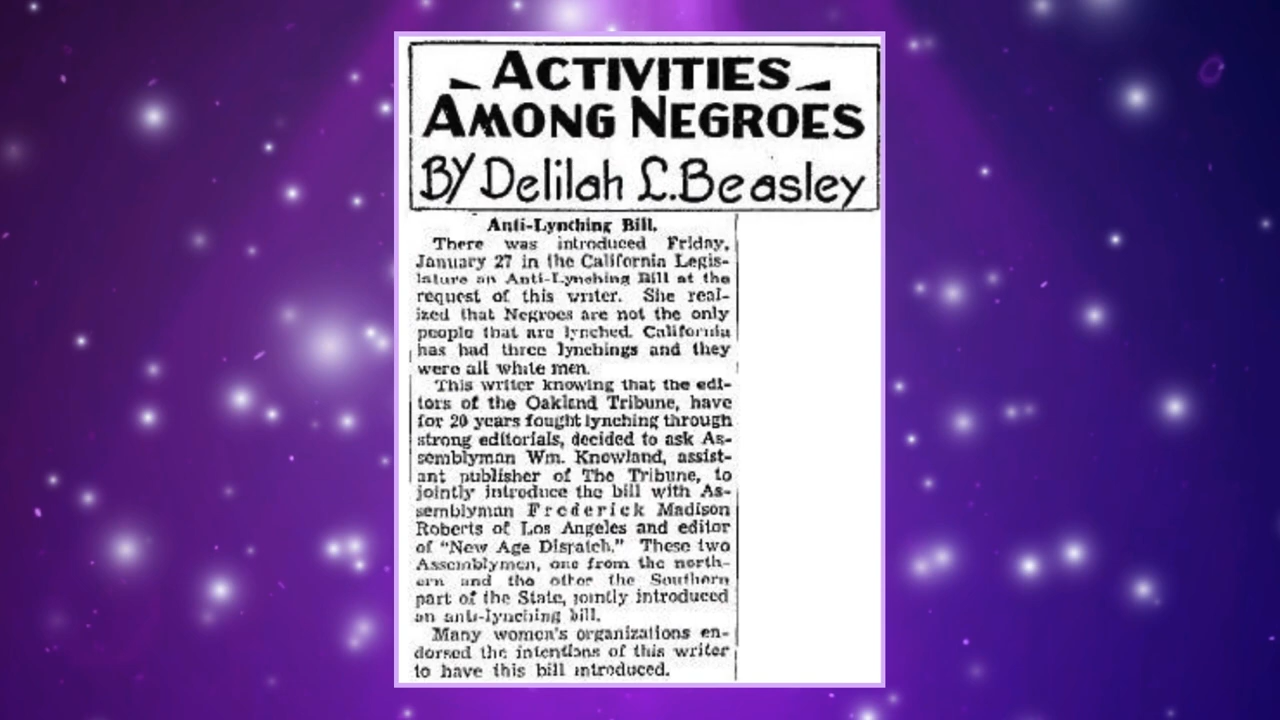 ACTIVITIES
AMONG NEGROES
BY Delilah L. Beasley
Anti-Lynching Bill.
There was introduced Friday,
January 27 in the California Legis-
lature an Anti-Lynching Bill at the
request of this writer. She real-
ized that Negroes are not the only
people that are lynched. California
has had three lynchings and they
were all white men.
This writer knowing that the edi-
tors of the Oakland Tribune, have
for 20 years fought lynching through
strong editorials, decided to ask As-
semblyman Wm. Knowland, assist-
ant publisher of The Tribune, to
jointly introduce the bill with As-
semblyman Frederick Madison
Roberts of Los Angeles and editor
of "New Age Dispatch." These two
Assemblymen, one from the north-
ern and the other the Southern
part of the State, jointly introduced
an anti-lynching bill.
Many women's organizations en-
dorsed the intentions of this writer
to have this bill introduced.